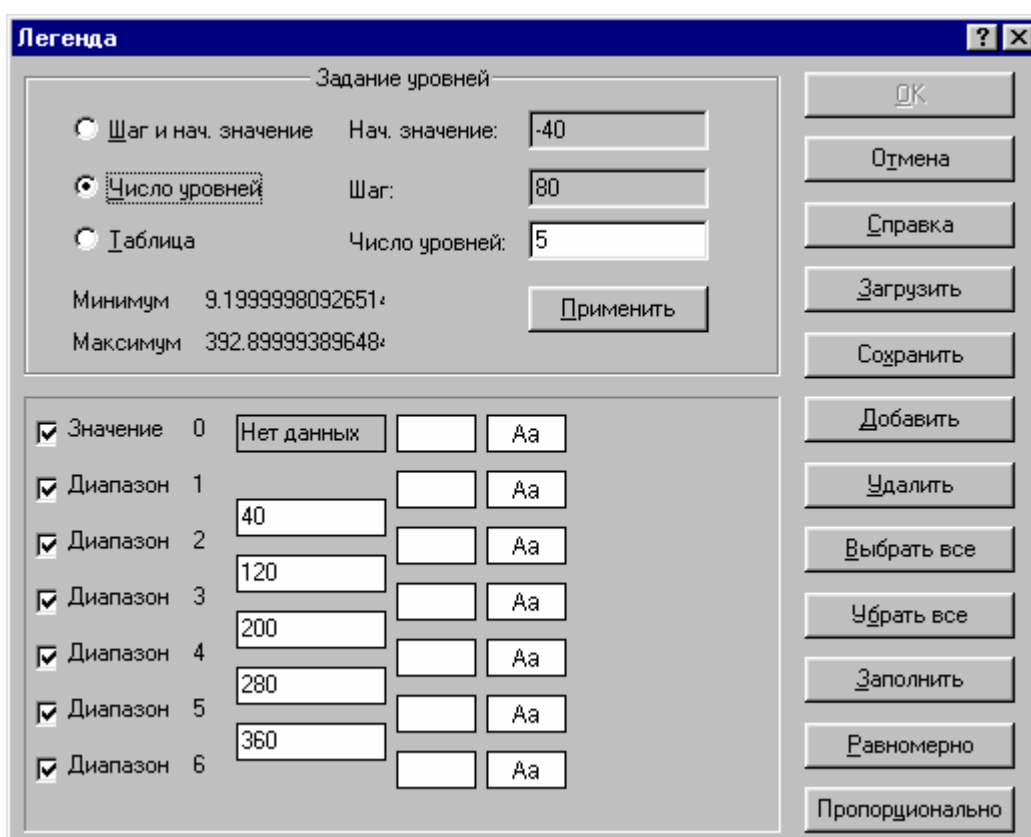 Легенда
Задание уровней
Шаг и нач. значение Нач. значение: -40
Число уровней Шаг: 80
Таблица Число уровней: 5
Минимум 9.1999998092651
Применить
Максимум 392.89999389648
Значение 0 Нет данных Aa
Диапазон 1 Aa
40
Диапазон 2 Aa
120
Диапазон 3 Aa
200
Диапазон 4 Aa
280
Диапазон 5 Aa
360
Диапазон 6 Aa
OK
Отмена
Справка
Загрузить
Сохранить
Добавить
Удалить
Выбрать все
Убрать все
Заполнить
Равномерно
Пропорционально